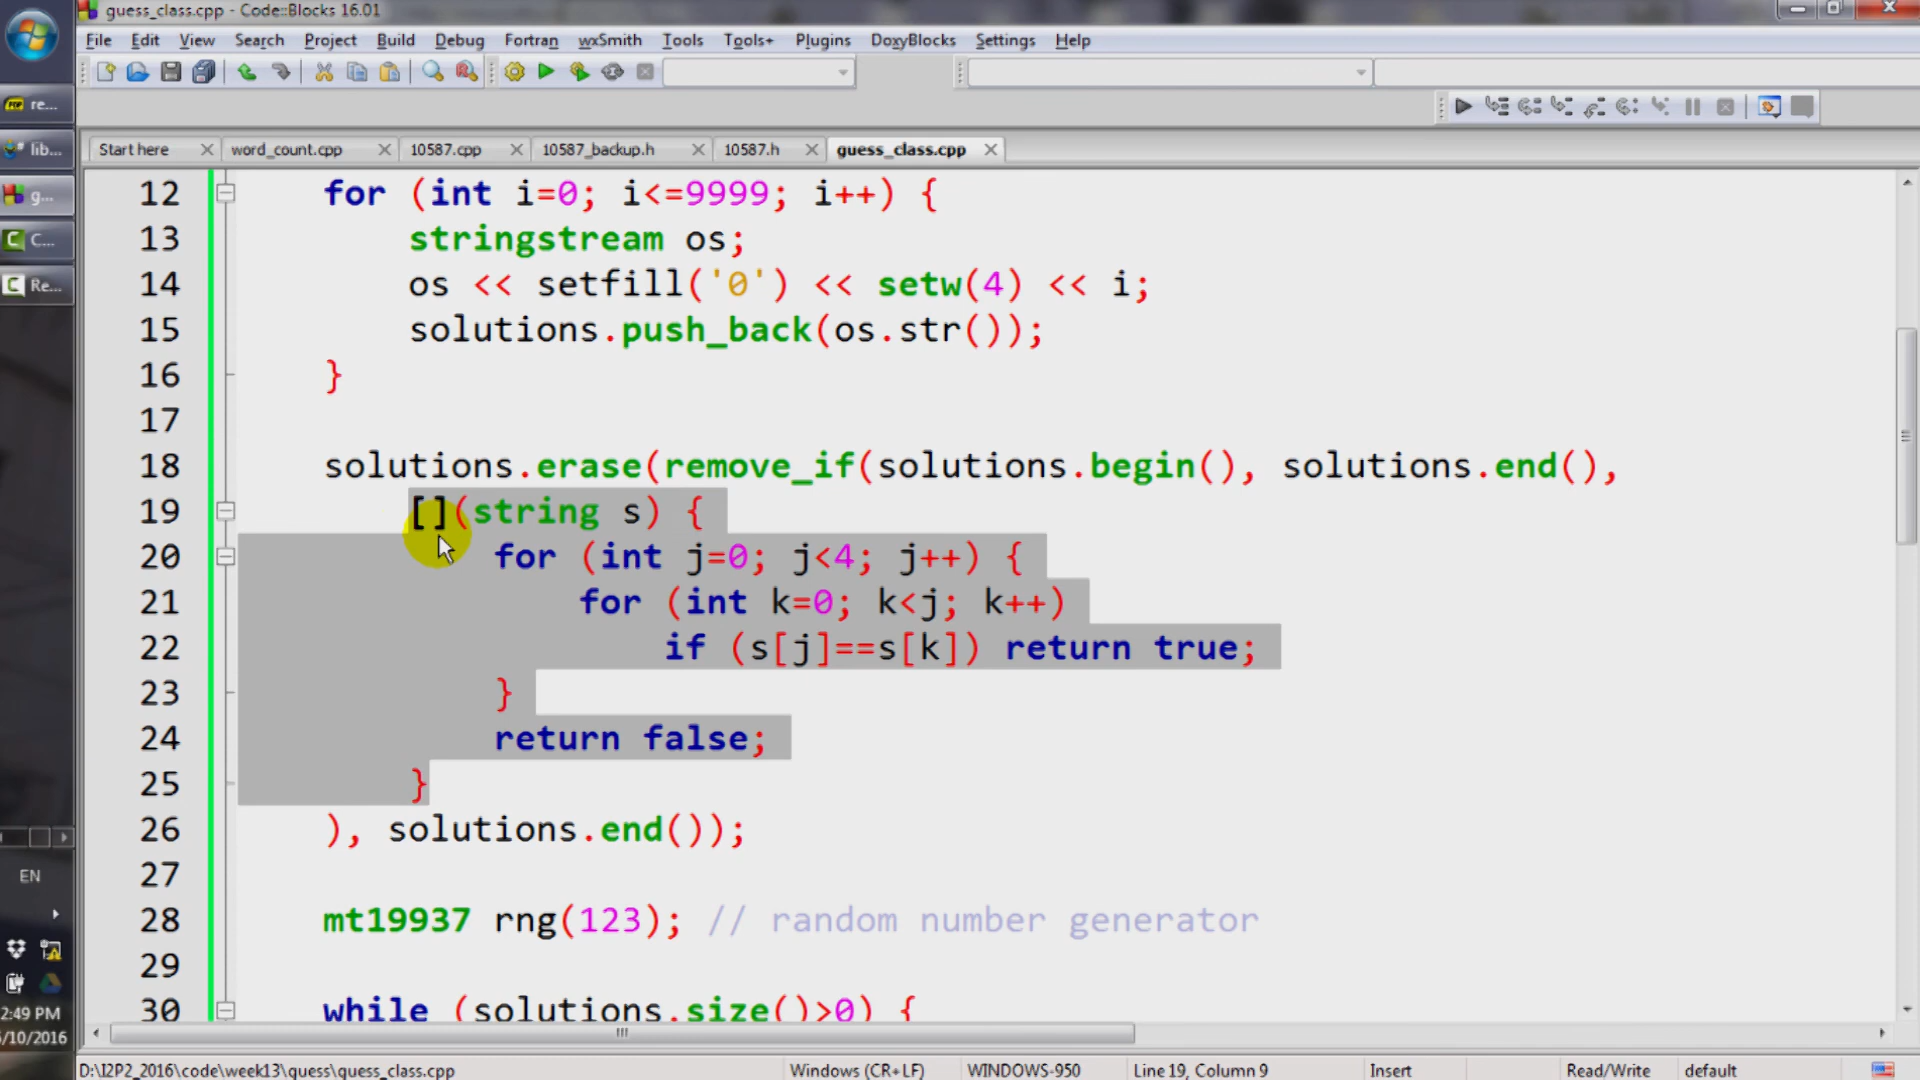 guess_class.cpp - Code::Blocks 16.01
File Edit View Search Project Build Debug Fortran wxSmith Tools Tools+ Plugins DoxyBlocks Settings Help
re...
lib...
g...
C...
Re...
Start here word_count.cpp 10587.cpp 10587_backup.h 10587.h guess_class.cpp
12 for (int i=0; i<=9999; i++) {
13 stringstream os;
14 os << setfill('0') << setw(4) << i;
15 solutions.push_back(os.str());
16 }
17
18 solutions.erase(remove_if(solutions.begin(), solutions.end(),
19 [](string s) {
20 for (int j=0; j<4; j++) {
21 for (int k=0; k<j; k++)
22 if (s[j]==s[k]) return true;
23 }
24 return false;
25 }
26 ), solutions.end());
27
28 mt19937 rng(123); // random number generator
29
30 while (solutions.size()>0) {
EN
2:49 PM
/10/2016
D:\I2P2_2016\code\week13\guess\guess_class.cpp Windows (CR+LF) WINDOWS-950 Line 19, Column 9 Insert Read/Write default